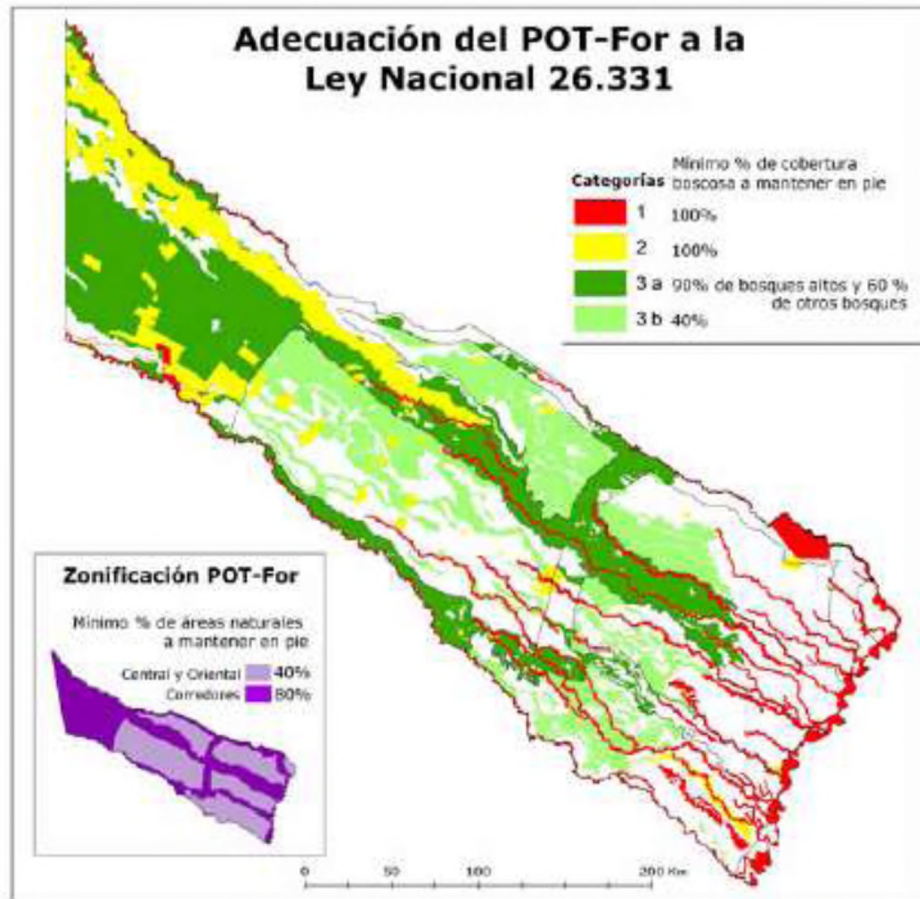 Adecuación del POT-For a la
Ley Nacional 26.331
Categorías
Mínimo % de cobertura
boscosa a mantener en pie
1 100%
2 100%
3 a 90% de bosques altos y 60 %
de otros bosques
3 b 40%
Zonificación POT-For
Mínimo % de áreas naturales
a mantener en pie
Central y Oriental 40%
Corredores 80%
0 50 100 200 Km